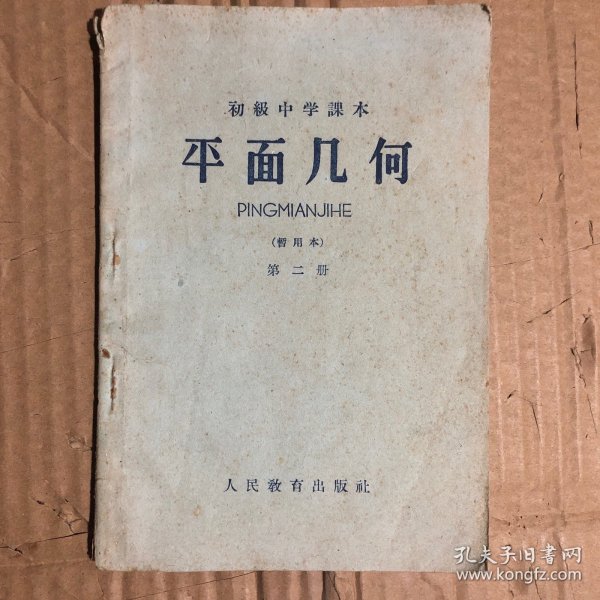 初級中学課本
平面几何
PINGMIANJIHE
(暫用本)
第二册
人民教育出版社
孔夫子旧書网
www.kongfz.com